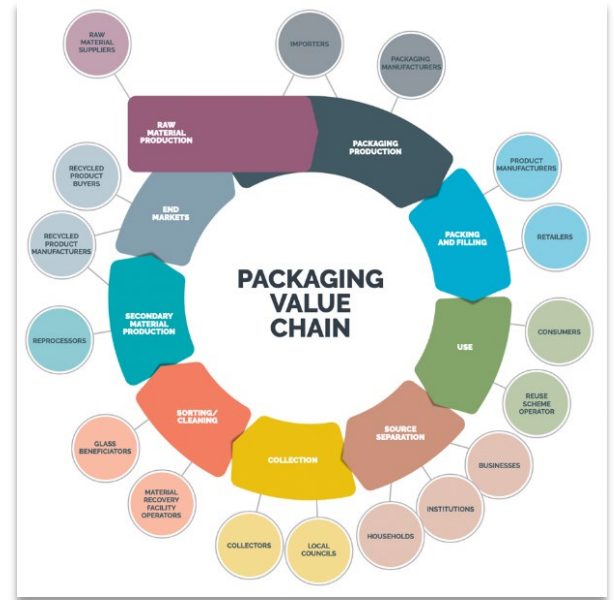 RAW
MATERIAL
SUPPLIERS
IMPORTERS
PACKAGING
MANUFACTURERS
RAW
MATERIAL
PRODUCTION
PACKAGING
PRODUCTION
PRODUCT
MANUFACTURERS
RECYCLED
PRODUCT
BUYERS
END
MARKETS
PACKING
AND FILLING
RETAILERS
RECYCLED
PRODUCT
MANUFACTURERS
PACKAGING
VALUE
CHAIN
SECONDARY
MATERIAL
PRODUCTION
REPROCESSORS
USE
CONSUMERS
REUSE
SCHEME
OPERATOR
SORTING/
CLEANING
SOURCE
SEPARATION
GLASS
BENEFICIATORS
COLLECTION
BUSINESSES
MATERIAL
RECOVERY
FACILITY
OPERATORS
INSTITUTIONS
HOUSEHOLDS
COLLECTORS
LOCAL
COUNCILS